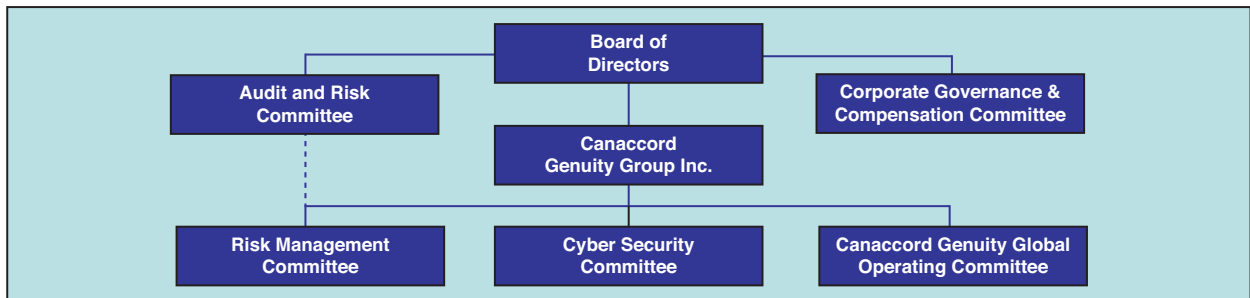 Board of
Directors
Audit and Risk
Committee
Corporate Governance &
Compensation Committee
Canaccord
Genuity Group Inc.
Risk Management
Committee
Cyber Security
Committee
Canaccord Genuity Global
Operating Committee